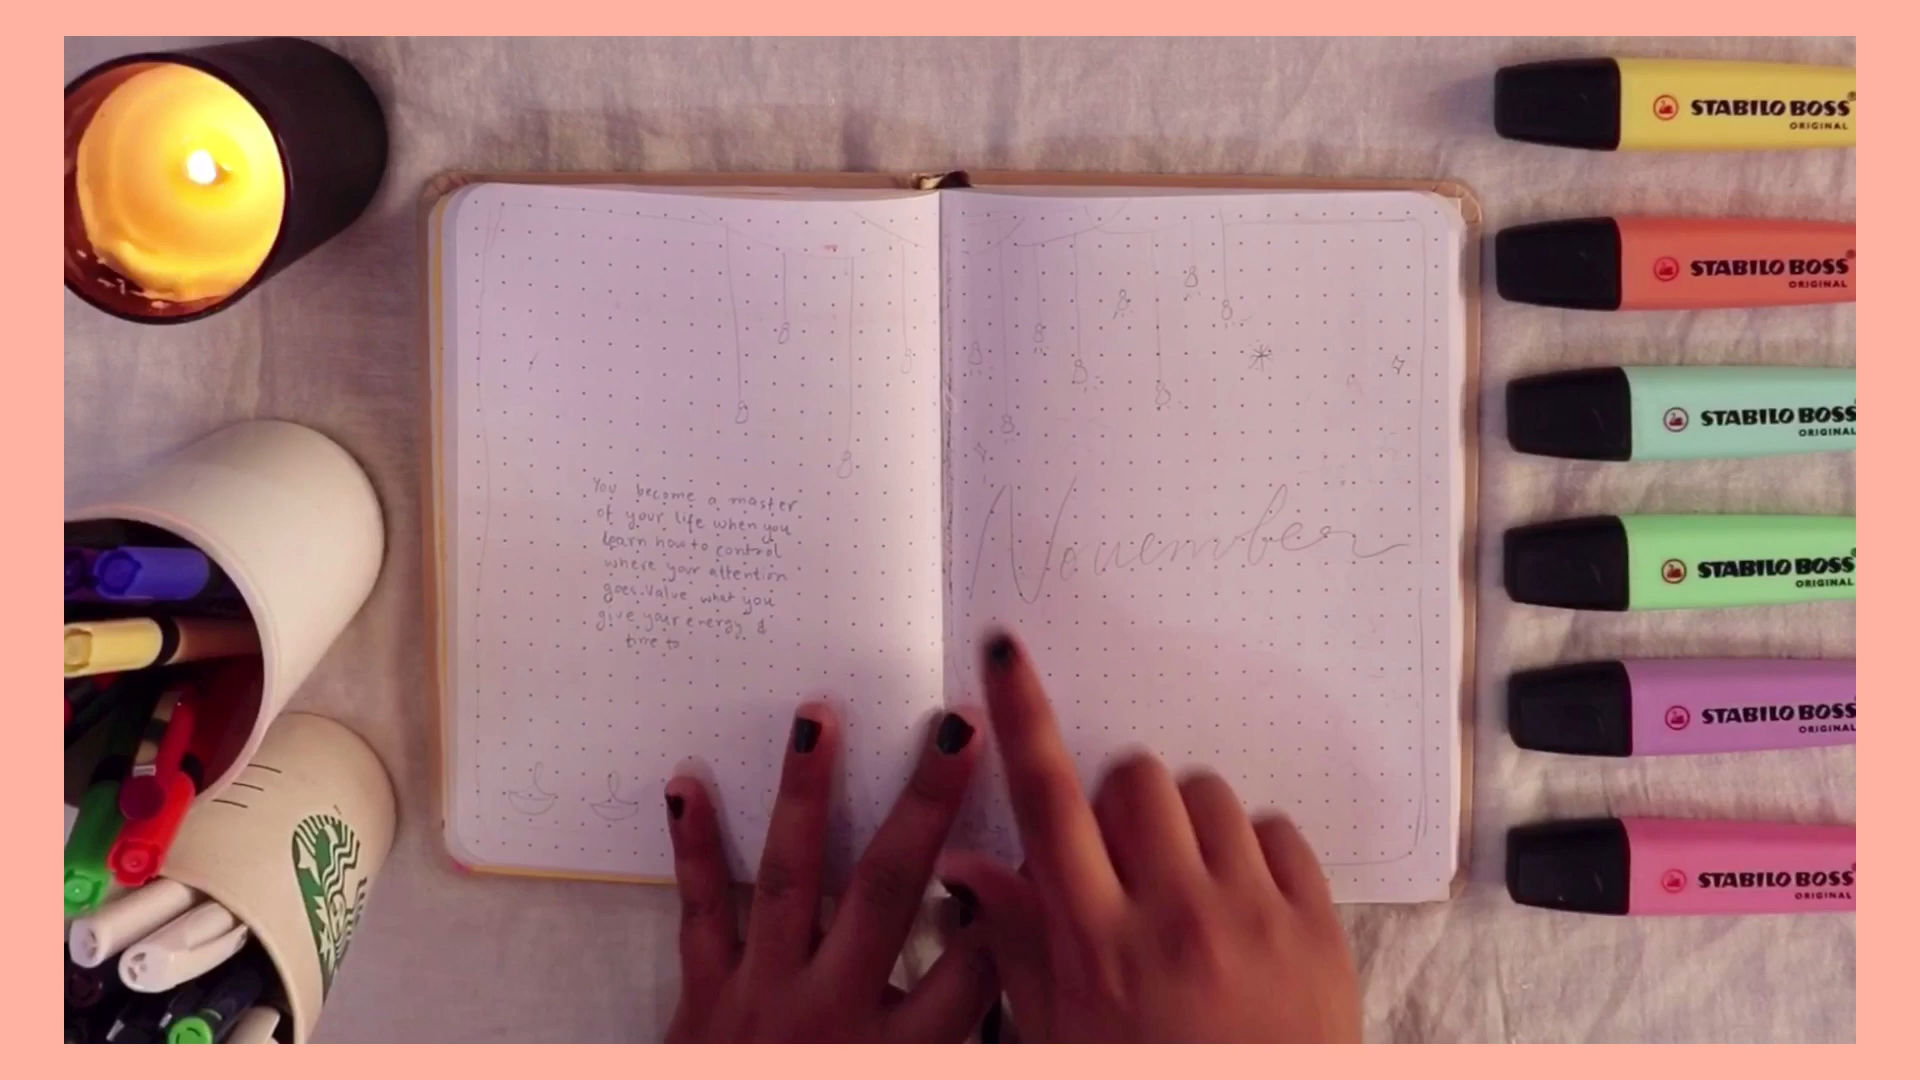 You become a master
of your life when you
learn how to control
where your attention
goes. Value what you
give your energy &
time to
November
STABILO BOSS®
ORIGINAL
STABILO BOSS®
ORIGINAL
STABILO BOSS
ORIGINAL
STABILO BOSS®
ORIGINAL
STABILO BOSS
ORIGINAL
STABILO BOSS
ORIGINAL